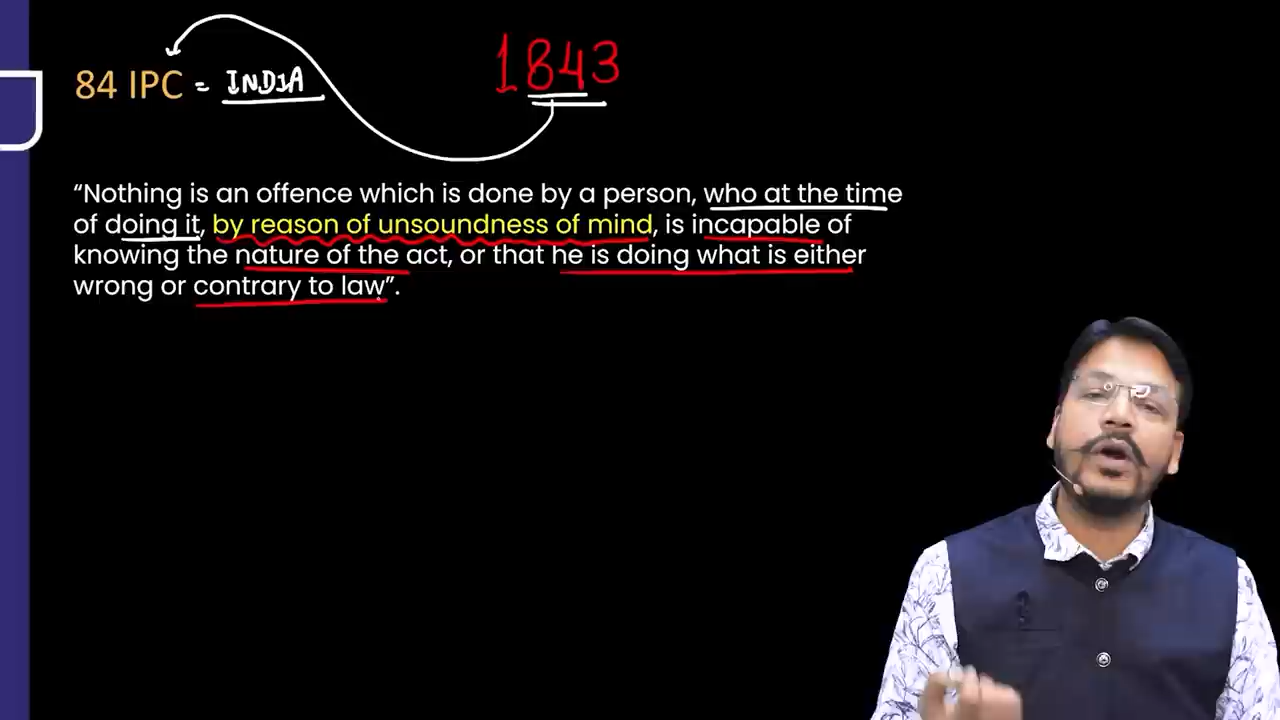 1843
84 IPC = INDIA
“Nothing is an offence which is done by a person, who at the time
of doing it, by reason of unsoundness of mind, is incapable of
knowing the nature of the act, or that he is doing what is either
wrong or contrary to law”.